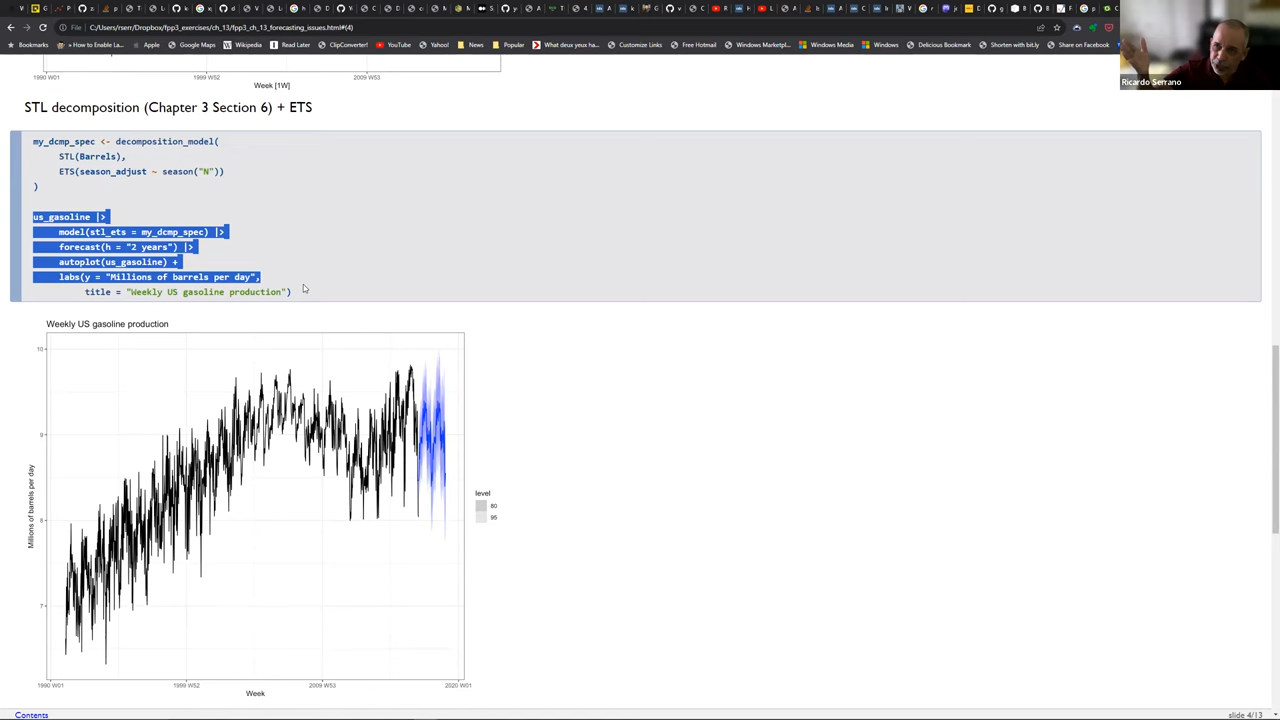 File
C:/Users/rserr/Dropbox/fpp3_exercises/ch_13/fpp3_ch_13_forecasting_issues.html#(4)
Bookmarks
+ How to Enable La...
Apple
Google Maps
Wikipedia
Read Later
ClipConverter!
YouTube
Yahoo!
News
Popular
What deux yeux ha...
Customize Links
Free Hotmail
Windows Marketpl...
Windows Media
Windows
Delicious Bookmark
Shorten with bit.ly
Share on Facebook
Ricardo Serrano
1990 W01
1999 W52
2009 W53
Week [1W]
STL decomposition (Chapter 3 Section 6) + ETS
my_dcmp_spec <- decomposition_model(
STL(Barrels),
ETS(season_adjust ~ season("N"))
)
us_gasoline |>
model(stl_ets = my_dcmp_spec) |>
forecast(h = "2 years") |>
autoplot(us_gasoline) +
labs(y = "Millions of barrels per day",
title = "Weekly US gasoline production")
Weekly US gasoline production
10
9
8
7
Millions of barrels per day
1990 W01
1999 W52
2009 W53
2020 W01
Week
level
80
95
Contents
slide 4/13